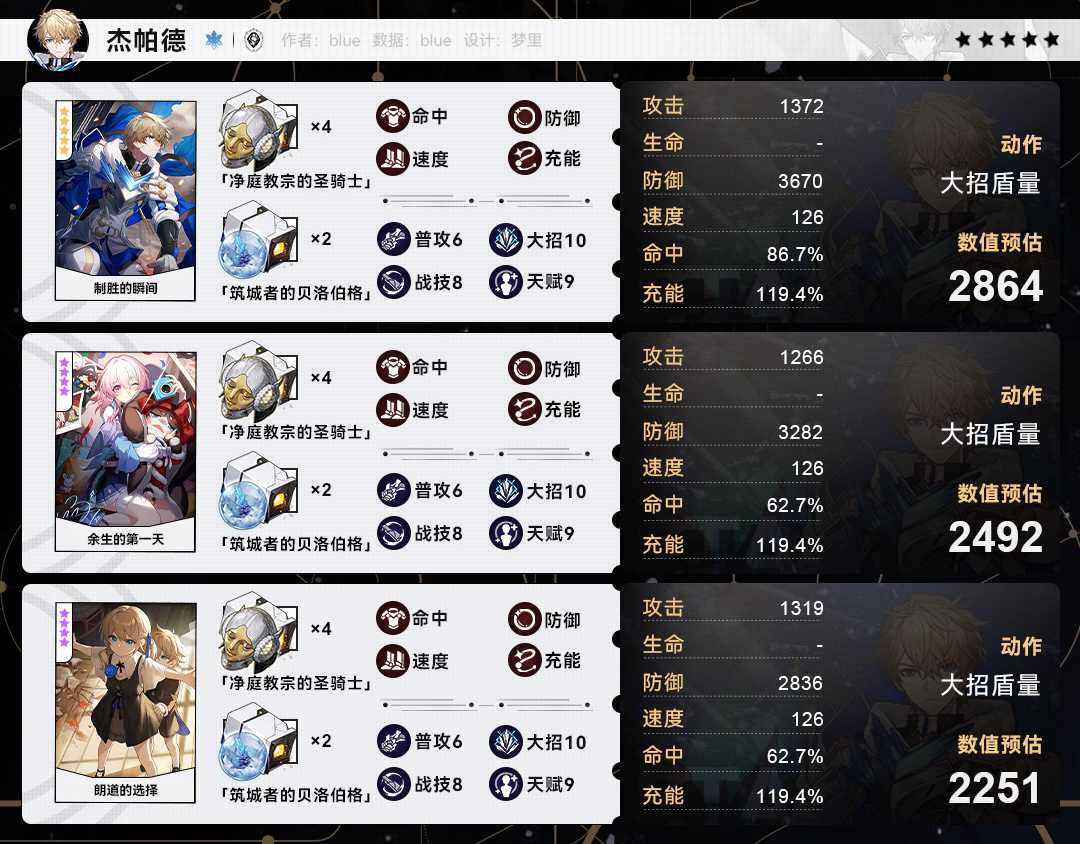 杰帕德 作者：blue 数据：blue 设计：梦里
×4
「净庭教宗的圣骑士」
×2
「筑城者的贝洛伯格」
制胜的瞬间
命中 防御
速度 充能
普攻6 大招10
战技8 天赋9
攻击 1372
生命 -
防御 3670
速度 126
命中 86.7%
充能 119.4%
动作
大招盾量
数值预估
2864
×4
「净庭教宗的圣骑士」
×2
「筑城者的贝洛伯格」
余生的第一天
命中 防御
速度 充能
普攻6 大招10
战技8 天赋9
攻击 1266
生命 -
防御 3282
速度 126
命中 62.7%
充能 119.4%
动作
大招盾量
数值预估
2492
×4
「净庭教宗的圣骑士」
×2
「筑城者的贝洛伯格」
朗道的选择
命中 防御
速度 充能
普攻6 大招10
战技8 天赋9
攻击 1319
生命 -
防御 2836
速度 126
命中 62.7%
充能 119.4%
动作
大招盾量
数值预估
2251